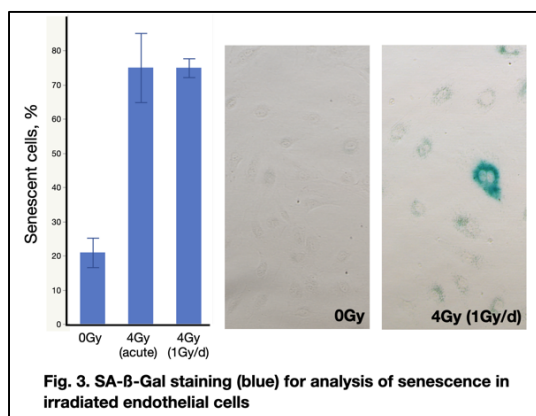 Senescent cells, %
80
70
60
50
40
30
20
10
0
0Gy
4Gy
(acute)
4Gy
(1Gy/d)
0Gy
4Gy (1Gy/d)
Fig. 3. SA-ß-Gal staining (blue) for analysis of senescence in
irradiated endothelial cells